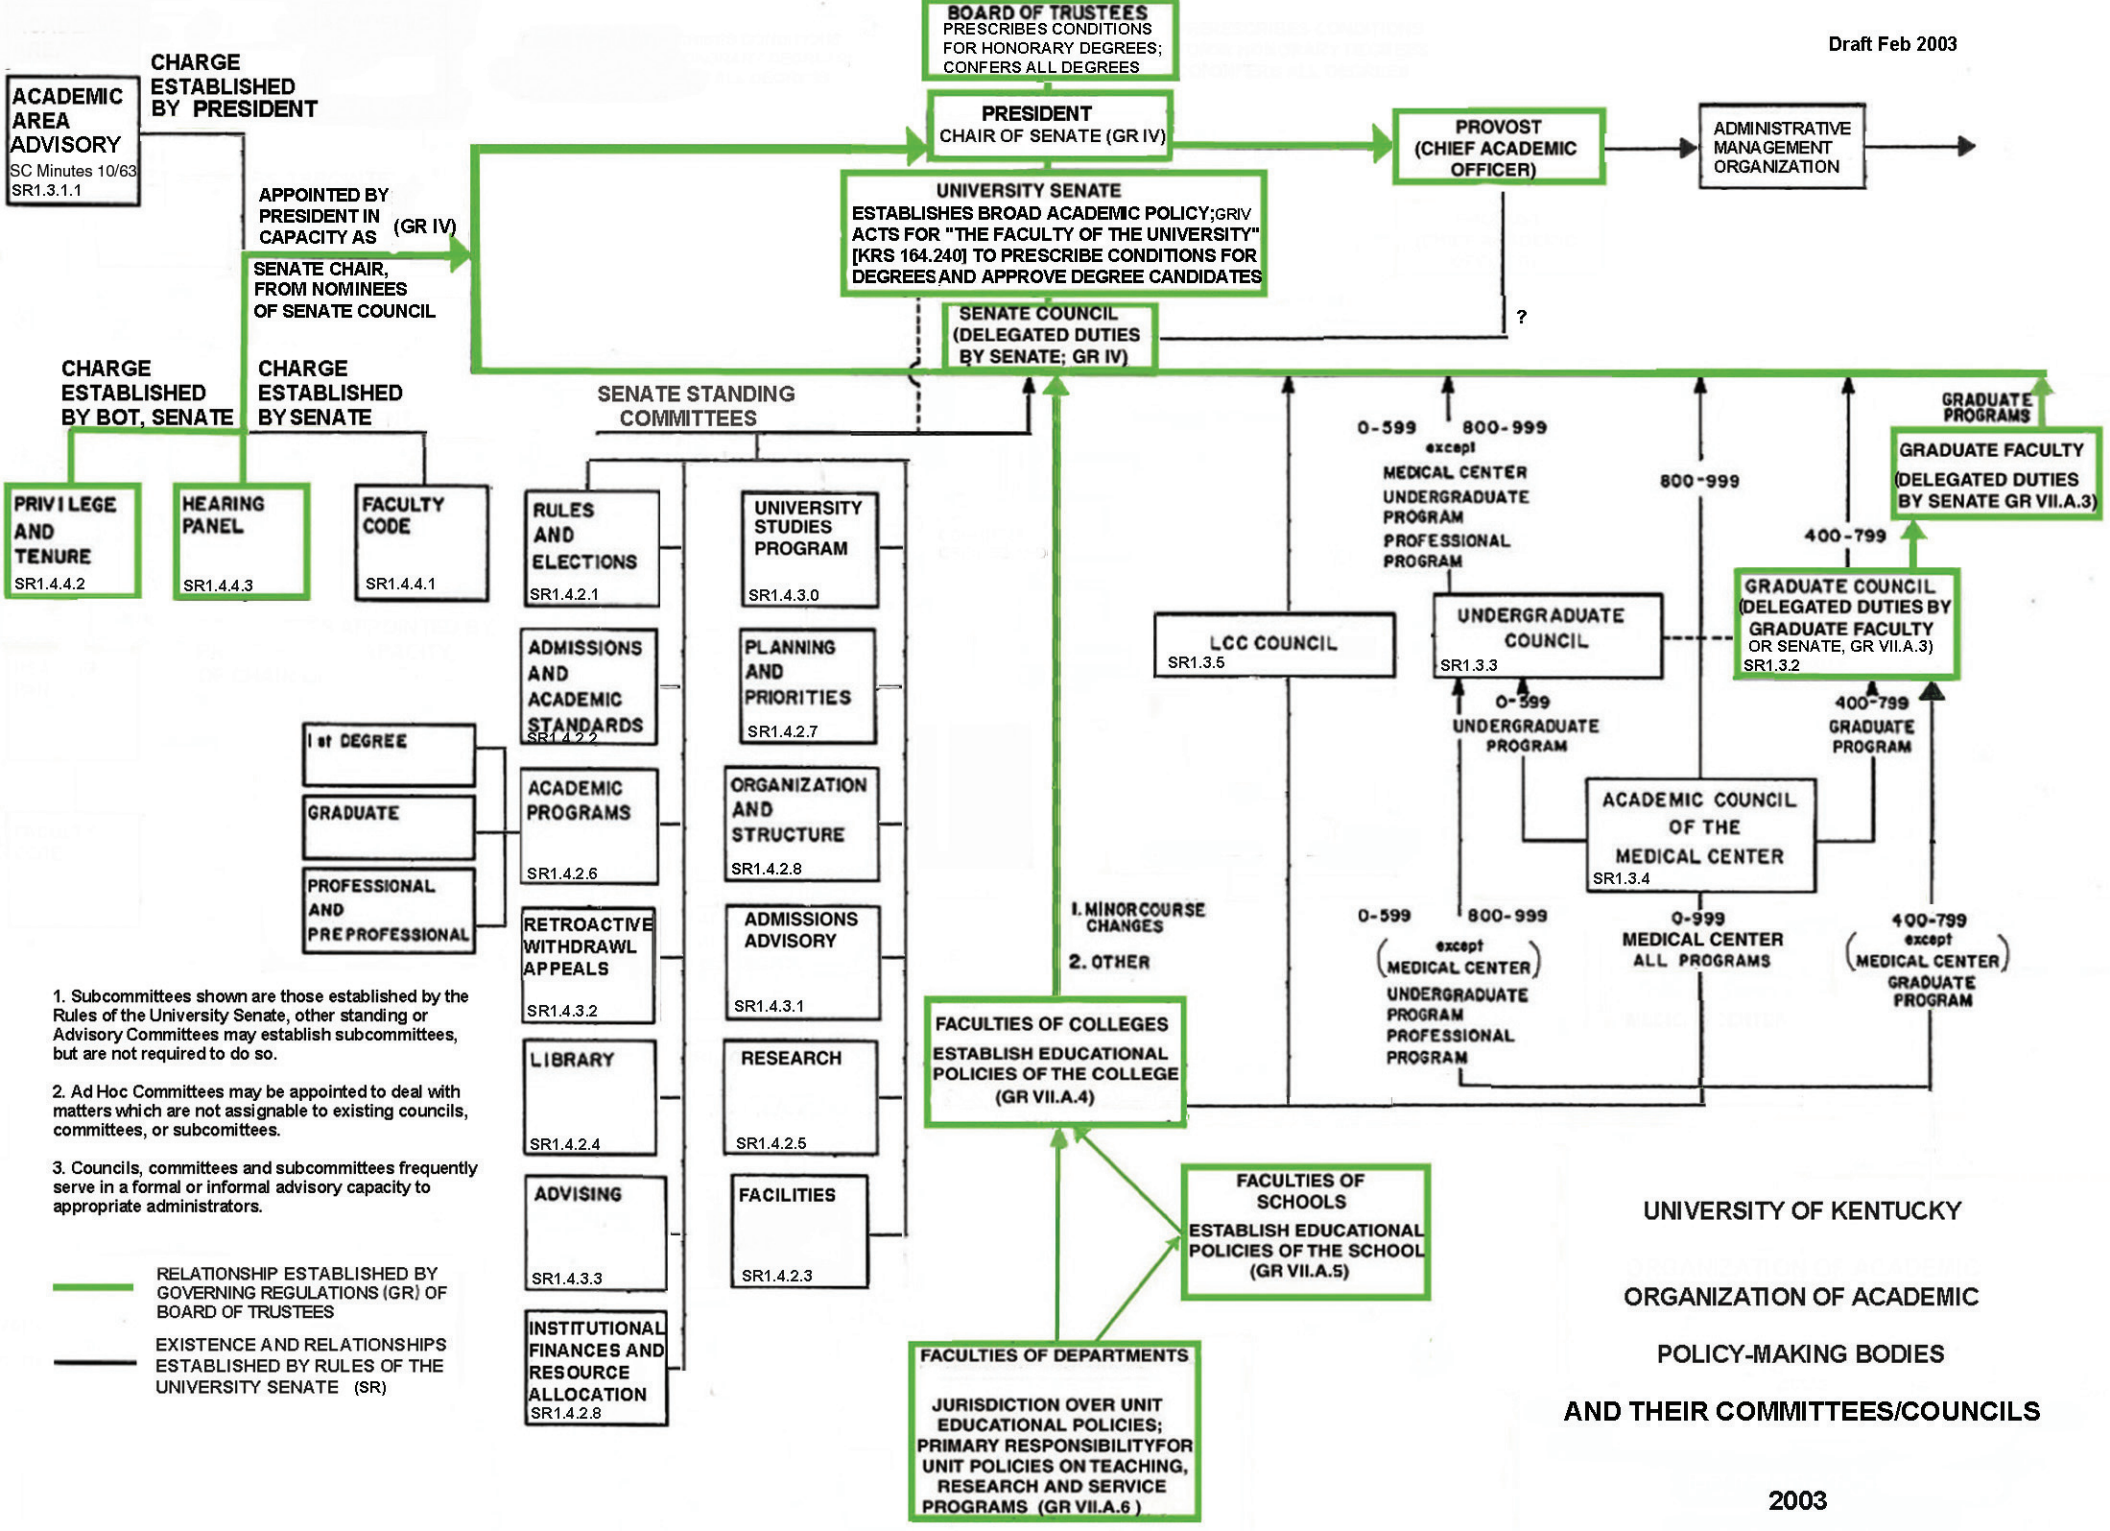 BOARD OF TRUSTEES
PRESCRIBES CONDITIONS
FOR HONORARY DEGREES;
CONFERS ALL DEGREES
Draft Feb 2003
CHARGE
ESTABLISHED
BY PRESIDENT
ACADEMIC
AREA
ADVISORY
SC Minutes 10/63
SR1.3.1.1
PRESIDENT
CHAIR OF SENATE (GR IV)
PROVOST
(CHIEF ACADEMIC
OFFICER)
ADMINISTRATIVE
MANAGEMENT
ORGANIZATION
APPOINTED BY
PRESIDENT IN
CAPACITY AS
(GR IV)
SENATE CHAIR,
FROM NOMINEES
OF SENATE COUNCIL
UNIVERSITY SENATE
ESTABLISHES BROAD ACADEMIC POLICY;GRIV
ACTS FOR "THE FACULTY OF THE UNIVERSITY"
[KRS 164.240] TO PRESCRIBE CONDITIONS FOR
DEGREES AND APPROVE DEGREE CANDIDATES
SENATE COUNCIL
(DELEGATED DUTIES
BY SENATE; GR IV)
?
CHARGE
ESTABLISHED
BY BOT, SENATE
CHARGE
ESTABLISHED
BY SENATE
SENATE STANDING
COMMITTEES
PRIVILEGE
AND
TENURE
SR1.4.4.2
HEARING
PANEL
SR1.4.4.3
FACULTY
CODE
SR1.4.4.1
RULES
AND
ELECTIONS
SR1.4.2.1
UNIVERSITY
STUDIES
PROGRAM
SR1.4.3.0
ADMISSIONS
AND
ACADEMIC
STANDARDS
SR1.4.2.2
PLANNING
AND
PRIORITIES
SR1.4.2.7
1st DEGREE
GRADUATE
PROFESSIONAL
AND
PREPROFESSIONAL
ACADEMIC
PROGRAMS
SR1.4.2.6
ORGANIZATION
AND
STRUCTURE
SR1.4.2.8
RETROACTIVE
WITHDRAWL
APPEALS
SR1.4.3.2
ADMISSIONS
ADVISORY
SR1.4.3.1
LIBRARY
SR1.4.2.4
RESEARCH
SR1.4.2.5
ADVISING
SR1.4.3.3
FACILITIES
SR1.4.2.3
INSTITUTIONAL
FINANCES AND
RESOURCE
ALLOCATION
SR1.4.2.8
GRADUATE
PROGRAMS
GRADUATE FACULTY
(DELEGATED DUTIES
BY SENATE GR VII.A.3)
0-599 800-999
except
MEDICAL CENTER
UNDERGRADUATE
PROGRAM
PROFESSIONAL
PROGRAM
800-999
400-799
LCC COUNCIL
SR1.3.5
UNDERGRADUATE
COUNCIL
SR1.3.3
GRADUATE COUNCIL
(DELEGATED DUTIES BY
GRADUATE FACULTY
OR SENATE, GR VII.A.3)
SR1.3.2
0-599
UNDERGRADUATE
PROGRAM
400-799
GRADUATE
PROGRAM
ACADEMIC COUNCIL
OF THE
MEDICAL CENTER
SR1.3.4
1. MINOR COURSE
CHANGES
2. OTHER
0-599 800-999
except
(MEDICAL CENTER)
UNDERGRADUATE
PROGRAM
PROFESSIONAL
PROGRAM
0-999
MEDICAL CENTER
ALL PROGRAMS
400-799
except
(MEDICAL CENTER)
GRADUATE
PROGRAM
FACULTIES OF COLLEGES
ESTABLISH EDUCATIONAL
POLICIES OF THE COLLEGE
(GR VII.A.4)
FACULTIES OF
SCHOOLS
ESTABLISH EDUCATIONAL
POLICIES OF THE SCHOOL
(GR VII.A.5)
FACULTIES OF DEPARTMENTS
JURISDICTION OVER UNIT
EDUCATIONAL POLICIES;
PRIMARY RESPONSIBILITYFOR
UNIT POLICIES ON TEACHING,
RESEARCH AND SERVICE
PROGRAMS (GR VII.A.6 )
1. Subcommittees shown are those established by the
Rules of the University Senate, other standing or
Advisory Committees may establish subcommittees,
but are not required to do so.
2. Ad Hoc Committees may be appointed to deal with
matters which are not assignable to existing councils,
committees, or subcomittees.
3. Councils, committees and subcommittees frequently
serve in a formal or informal advisory capacity to
appropriate administrators.
RELATIONSHIP ESTABLISHED BY
GOVERNING REGULATIONS (GR) OF
BOARD OF TRUSTEES
EXISTENCE AND RELATIONSHIPS
ESTABLISHED BY RULES OF THE
UNIVERSITY SENATE (SR)
UNIVERSITY OF KENTUCKY
ORGANIZATION OF ACADEMIC
POLICY-MAKING BODIES
AND THEIR COMMITTEES/COUNCILS
2003